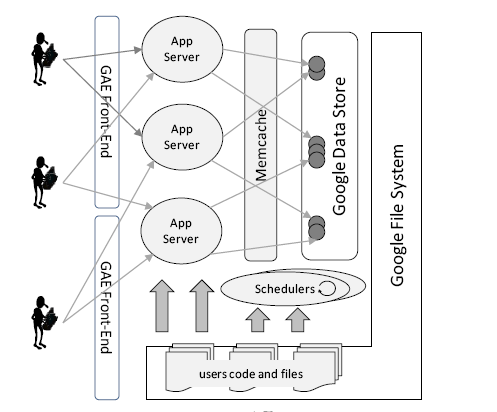 App
Server
GAE Front-End
App
Server
Memcache
Google Data Store
Google File System
App
Server
GAE Front-End
Schedulers
users code and files